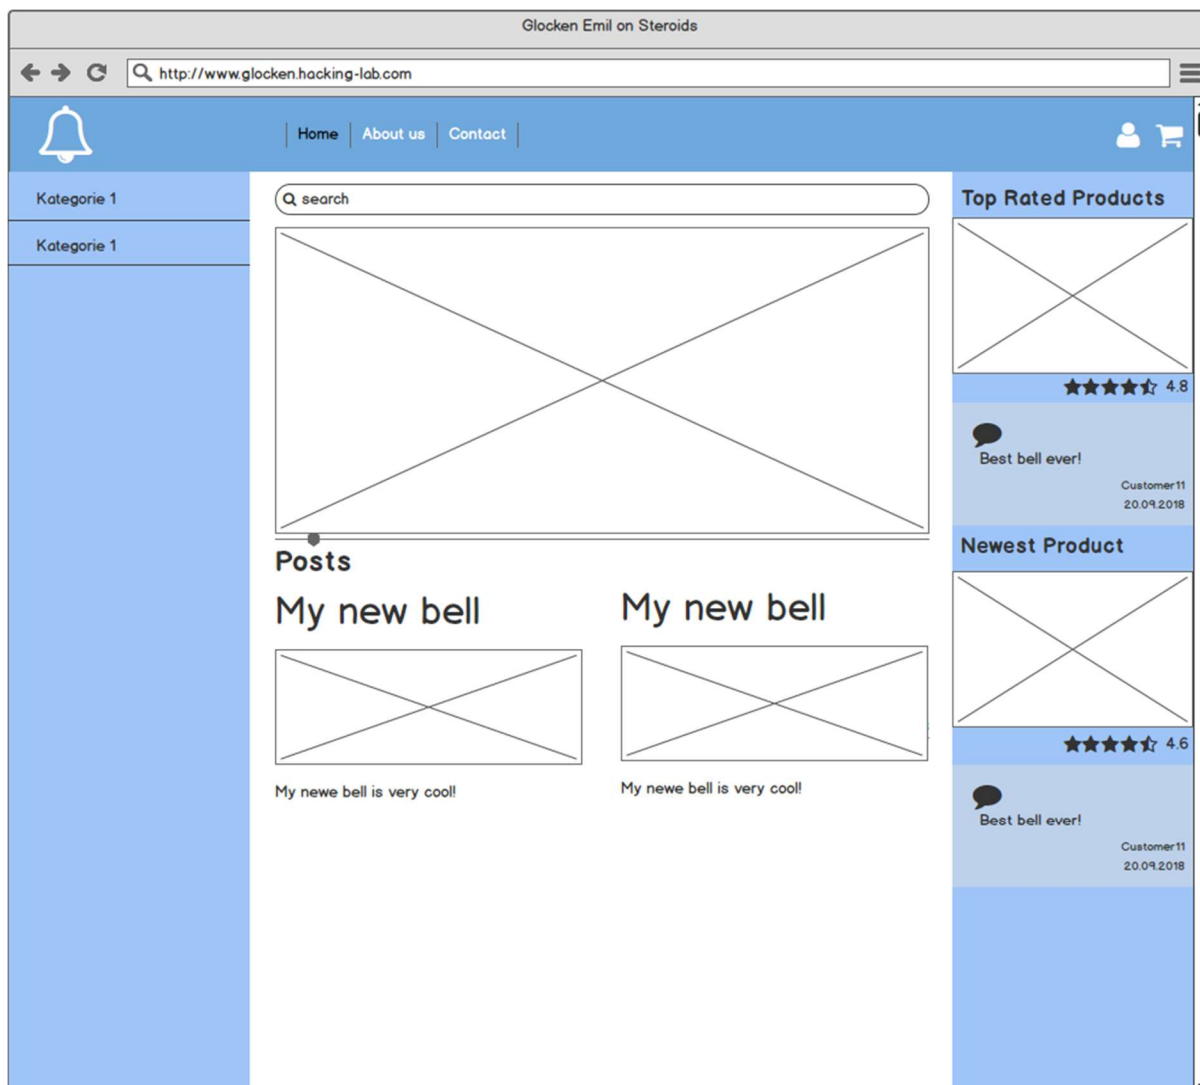 Glocken Emil on Steroids
http://www.glocken.hacking-lab.com
Home About us Contact
Kategorie 1
Kategorie 1
search
Posts
My new bell
My newe bell is very cool!
My new bell
My newe bell is very cool!
Top Rated Products
4.8
Best bell ever!
Customer11
20.09.2018
Newest Product
4.6
Best bell ever!
Customer11
20.09.2018